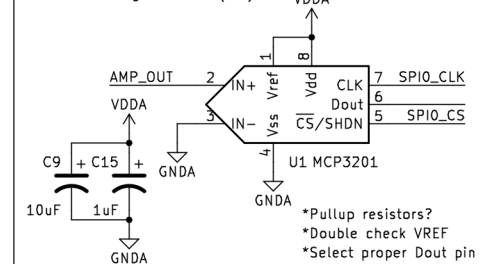 VDDA
1
8
AMP_OUT
2
IN+
Vref
Vdd
CLK
7
SPI0_CLK
Dout
6
VDDA
3
IN-
Vss
CS/SHDN
5
SPI0_CS
4
U1 MCP3201
C9
+
C15
+
GNDA
GNDA
10uF
1uF
*Pullup resistors?
*Double check VREF
*Select proper Dout pin
GNDA